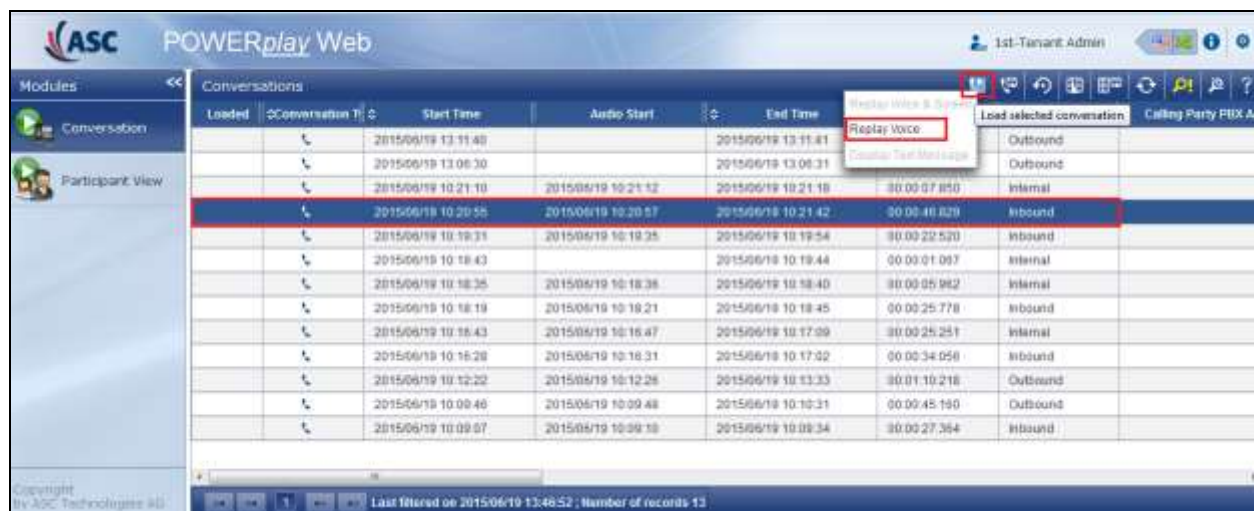 ASC POWERplay Web 1st-Tenant Admin
Modules << Conversations
Loaded Conversation T Start Time Audio Start End Time Calling Party PBX A
Replay Voice & Screen
Load selected conversation
Replay Voice
Display Text Message
Conversation
Participant View
2015/06/19 13:11:40 2015/06/19 13:11:41 Outbound
2015/06/19 13:06:30 2015/06/19 13:06:31 Outbound
2015/06/19 10:21:10 2015/06/19 10:21:12 2015/06/19 10:21:18 00:00:07.850 Internal
2015/06/19 10:20:55 2015/06/19 10:20:57 2015/06/19 10:21:42 00:00:46.829 Inbound
2015/06/19 10:19:31 2015/06/19 10:19:35 2015/06/19 10:19:54 00:00:22.520 Inbound
2015/06/19 10:18:43 2015/06/19 10:19:44 00:01:01.067 Internal
2015/06/19 10:18:35 2015/06/19 10:18:36 2015/06/19 10:18:40 00:00:05.962 Internal
2015/06/19 10:18:19 2015/06/19 10:18:21 2015/06/19 10:18:45 00:00:25.778 Inbound
2015/06/19 10:16:43 2015/06/19 10:16:47 2015/06/19 10:17:09 00:00:25.251 Internal
2015/06/19 10:16:28 2015/06/19 10:16:31 2015/06/19 10:17:02 00:00:34.056 Inbound
2015/06/19 10:12:22 2015/06/19 10:12:26 2015/06/19 10:13:33 00:01:10.218 Outbound
2015/06/19 10:09:46 2015/06/19 10:09:48 2015/06/19 10:10:31 00:00:45.160 Outbound
2015/06/19 10:09:07 2015/06/19 10:09:10 2015/06/19 10:09:34 00:00:27.364 Inbound
Copyright
by ASC Technologies AG
1 Last filtered on 2015/06/19 13:46:52 ; Number of records 13